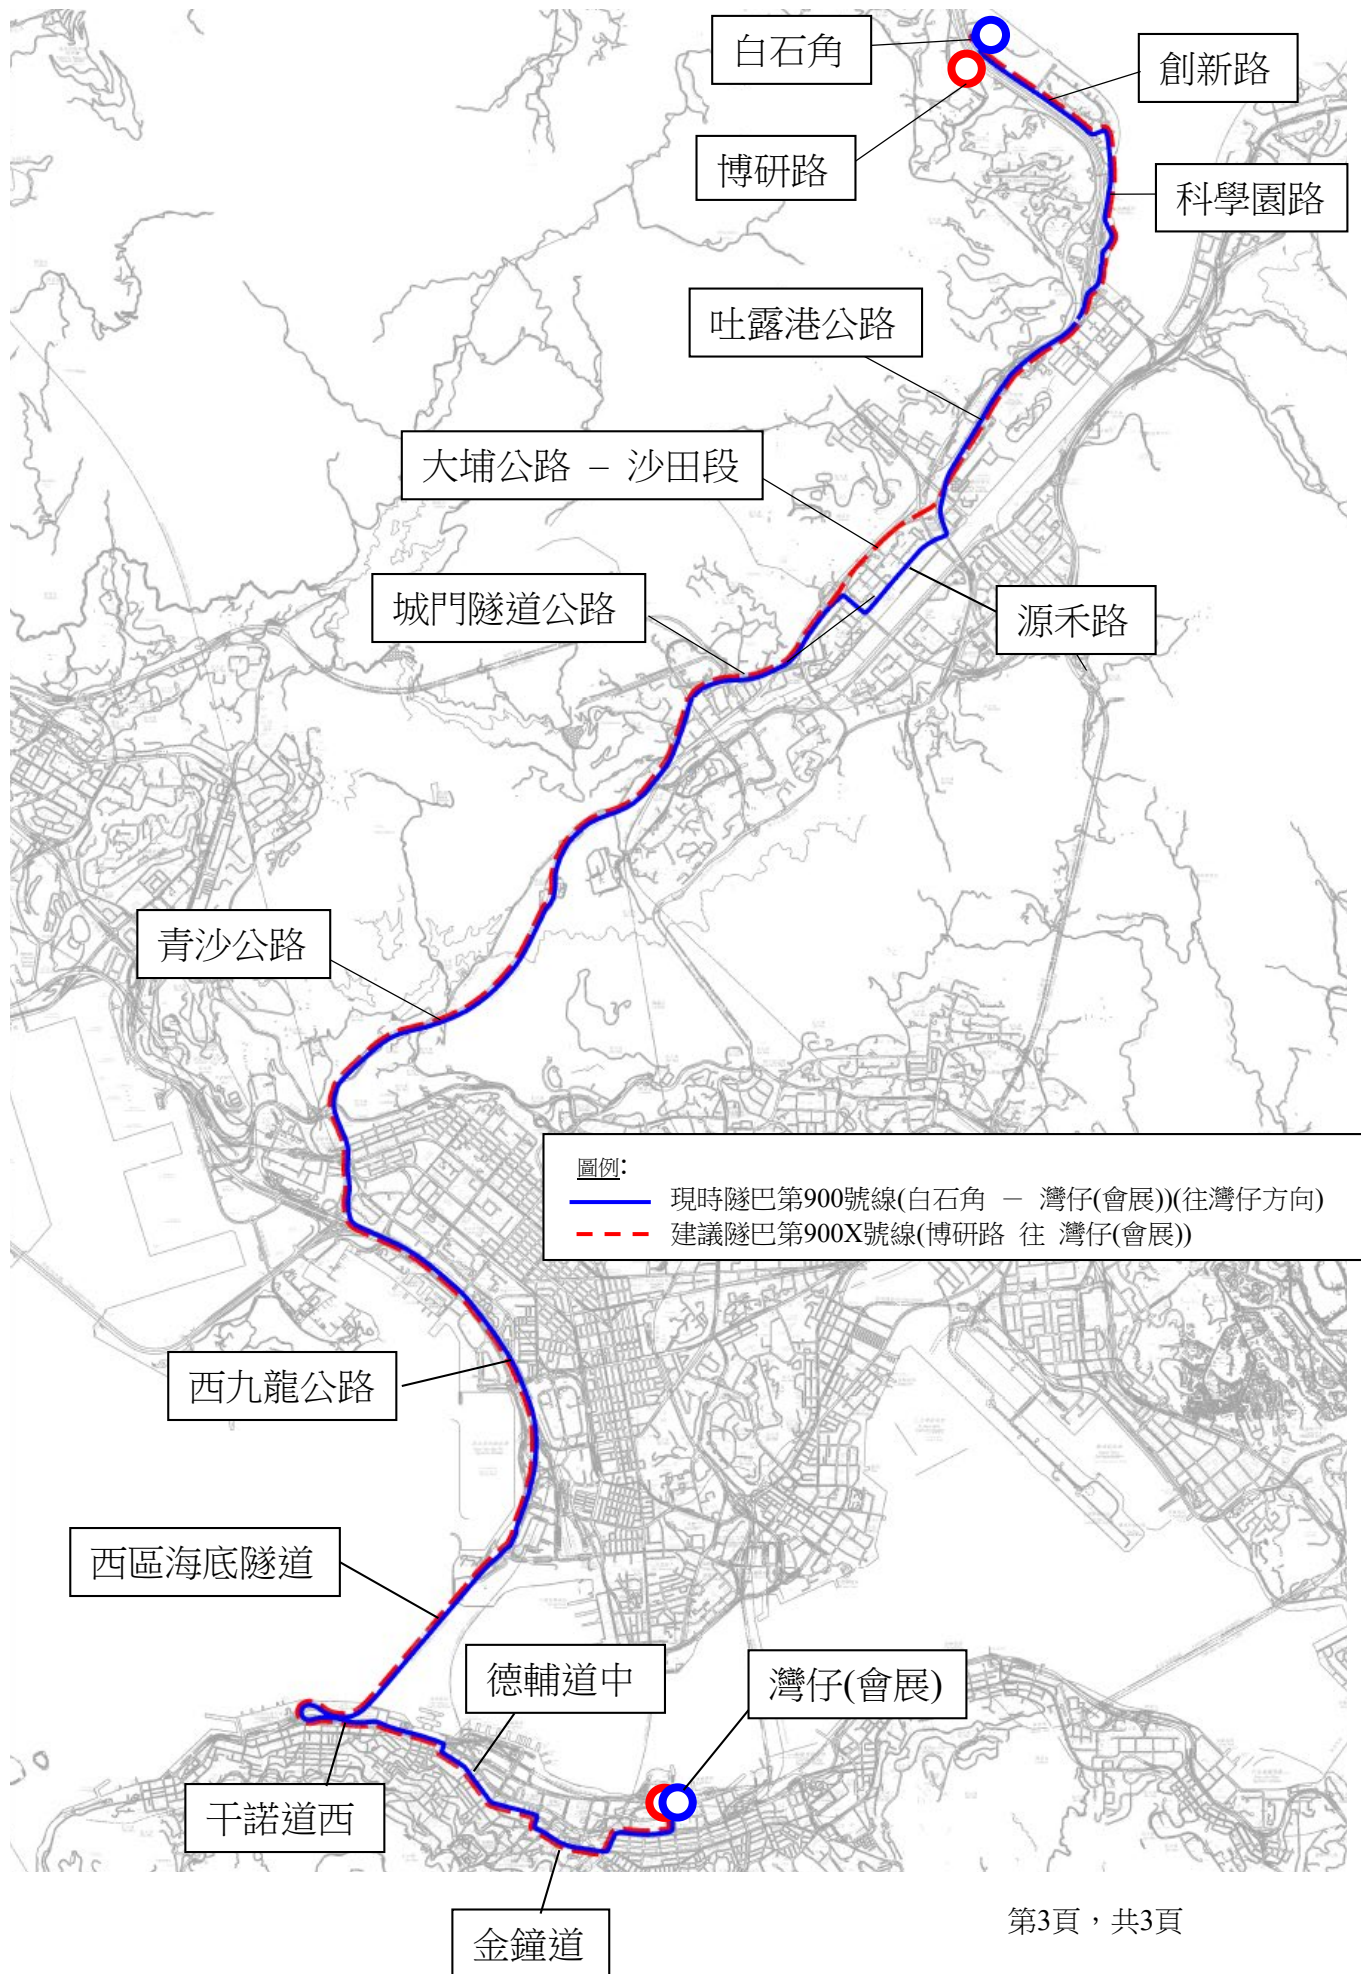 白石角
創新路
博研路
科學園路
吐露港公路
大埔公路 – 沙田段
城門隧道公路
源禾路
青沙公路
圖例:
現時隧巴第900號線(白石角 － 灣仔(會展))(往灣仔方向)
建議隧巴第900X號線(博研路 往 灣仔(會展))
西九龍公路
西區海底隧道
德輔道中
灣仔(會展)
干諾道西
金鐘道
第3頁，共3頁